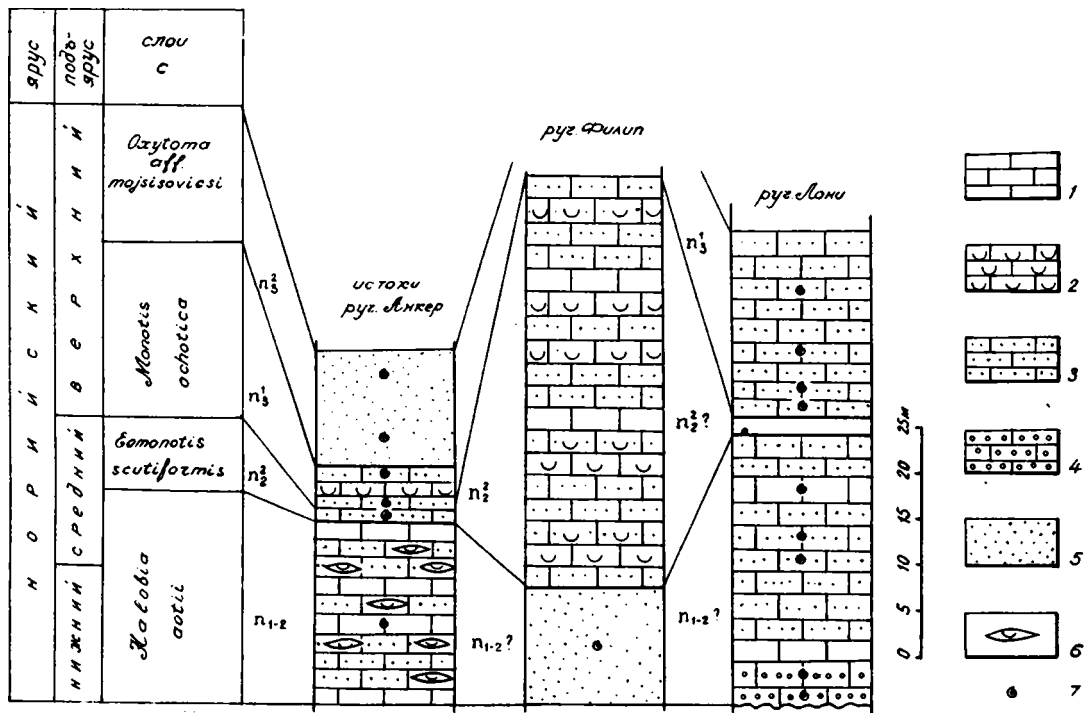 ярус
подъ-
ярус
слои
с
норийский
верхний
средний
нижний
Oxytoma
aff.
mojsisovicsi
Monotis
ochotica
Eomonotis
scutiformis
Halobia
aotii
n₃²
n₃¹
n₂²
n₁₋₂
истоки
руч. Анкер
n₂²
n₁₋₂?
руч. Филип
n₃¹
n₂²?
n₁₋₂?
руч. Лони
25м
20
15
10
5
0
1
2
3
4
5
6
7